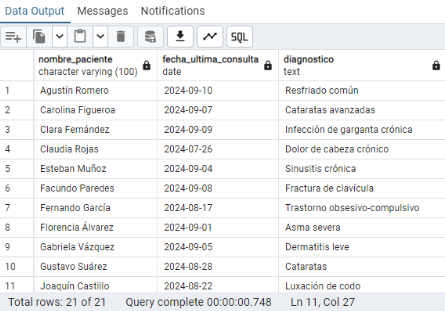 Data Output Messages Notifications
SQL
nombre_paciente fecha_ultima_consulta diagnostico
character varying (100) date text
1 Agustín Romero 2024-09-10 Resfriado común
2 Carolina Figueroa 2024-09-07 Cataratas avanzadas
3 Clara Fernández 2024-09-09 Infección de garganta crónica
4 Claudia Rojas 2024-07-26 Dolor de cabeza crónico
5 Esteban Muñoz 2024-09-04 Sinusitis crónica
6 Facundo Paredes 2024-09-08 Fractura de clavícula
7 Fernando García 2024-08-17 Trastorno obsesivo-compulsivo
8 Florencia Álvarez 2024-09-01 Asma severa
9 Gabriela Vázquez 2024-09-05 Dermatitis leve
10 Gustavo Suárez 2024-08-28 Cataratas
11 Joaquín Castillo 2024-08-22 Luxación de codo
Total rows: 21 of 21 Query complete 00:00:00.748 Ln 11, Col 27